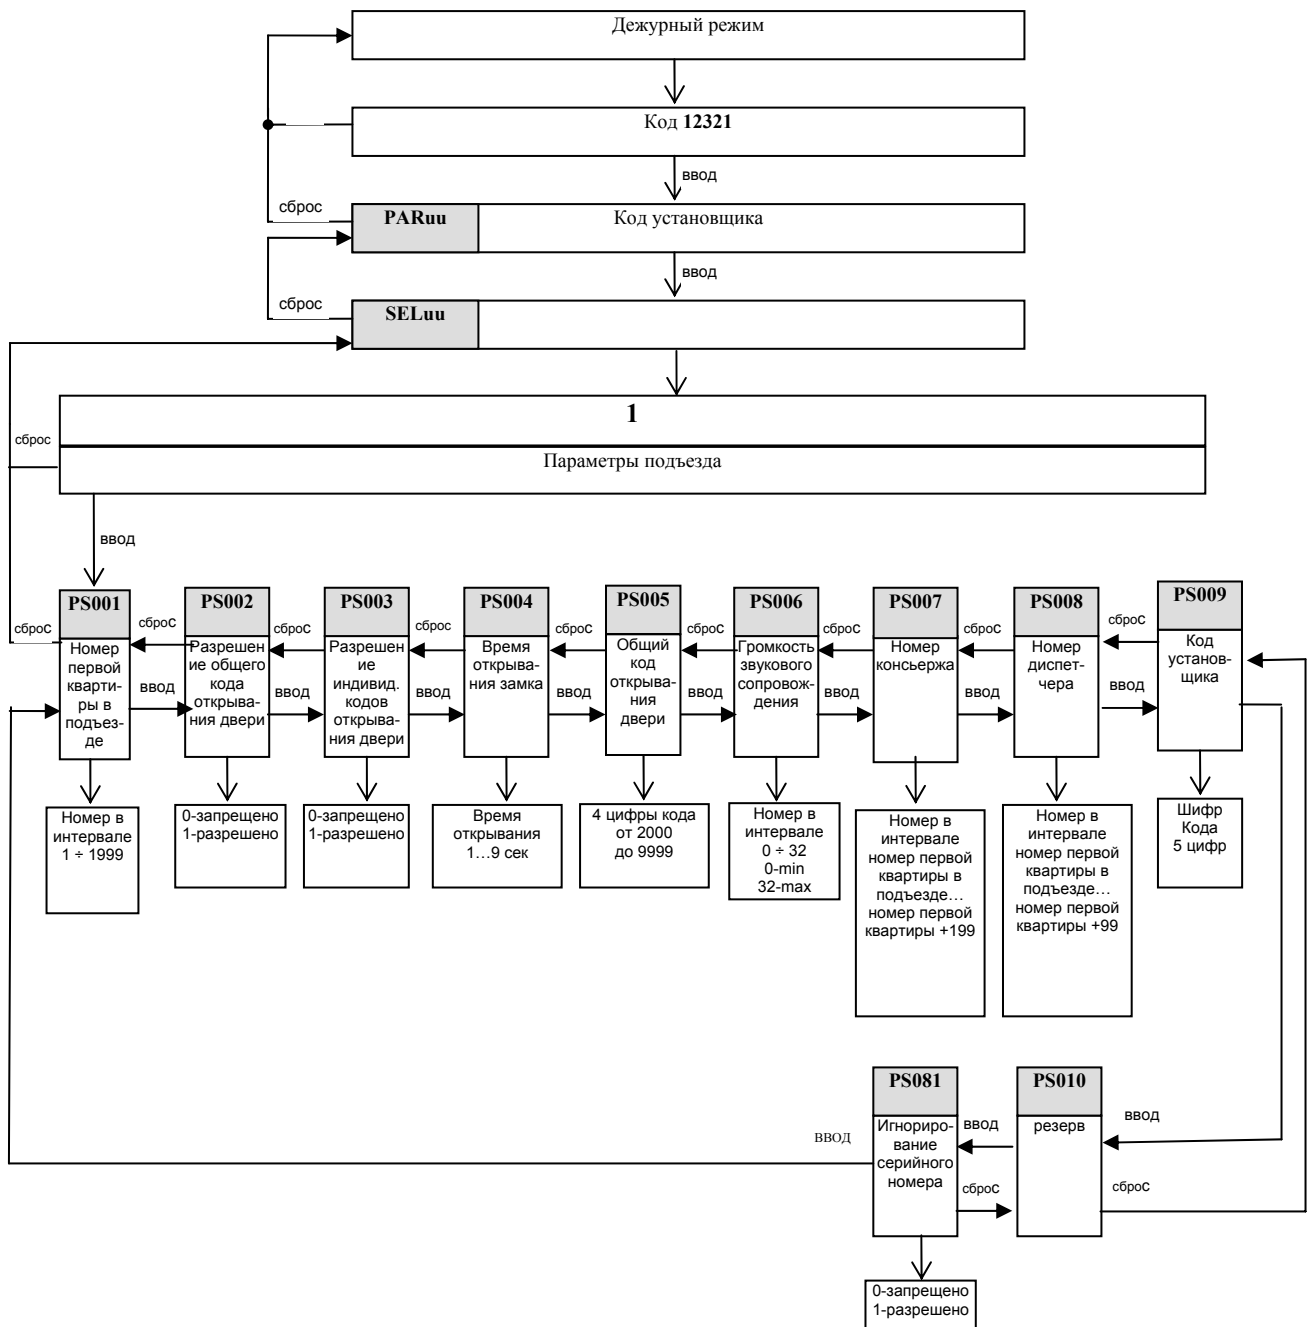 Дежурный режим
Код 12321
ввод
сброс
PARuu
Код установщика
ввод
сброс
SELuu
1
сброс
Параметры подъезда
ввод
PS001
сброс
Номер
первой
кварти-
ры в
подъез-
де
Номер в
интервале
1 ÷ 1999
сброс
ввод
PS002
Разрешен
ие общего
кода
открыва-
ния двери
0-запрещено
1-разрешено
сброс
ввод
PS003
Разрешен
ие
индивид.
кодов
открыва-
ния двери
0-запрещено
1-разрешено
сброс
ввод
PS004
Время
открыва-
ния замка
Время
открывания
1…9 сек
сброс
ввод
PS005
Общий
код
открыва-
ния
двери
4 цифры кода
от 2000
до 9999
сброс
ввод
PS006
Громкость
звукового
сопровож-
дения
Номер в
интервале
0 ÷ 32
0-min
32-max
сброс
ввод
PS007
Номер
консьержа
Номер в
интервале
номер первой
квартиры в
подъезде…
номер первой
квартиры +199
сброс
ввод
PS008
Номер
диспет-
чера
Номер в
интервале
номер первой
квартиры в
подъезде…
номер первой
квартиры +99
сброс
ввод
PS009
Код
установ-
щика
Шифр
Кода
5 цифр
PS081
Игнориро-
вание
серийного
номера
ввод
ввод
сброс
0-запрещено
1-разрешено
PS010
резерв
ввод
сброс